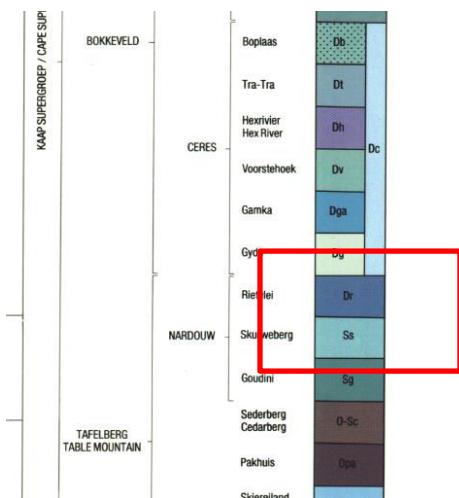 KAAP SUPERGROEP / CAPE
BOKKEVELD
CERES
NARDOUW
TAFELBERG
TABLE MOUNTAIN
Boplaas Db
Tra-Tra Dt
Hexrivier
Hex River Dh
Dc
Voorstehoek Dv
Gamka Dga
Dg
Dr
Ss
Goudini Sg
Sederberg
Cedarberg O-Sc
Pakhuis Opa